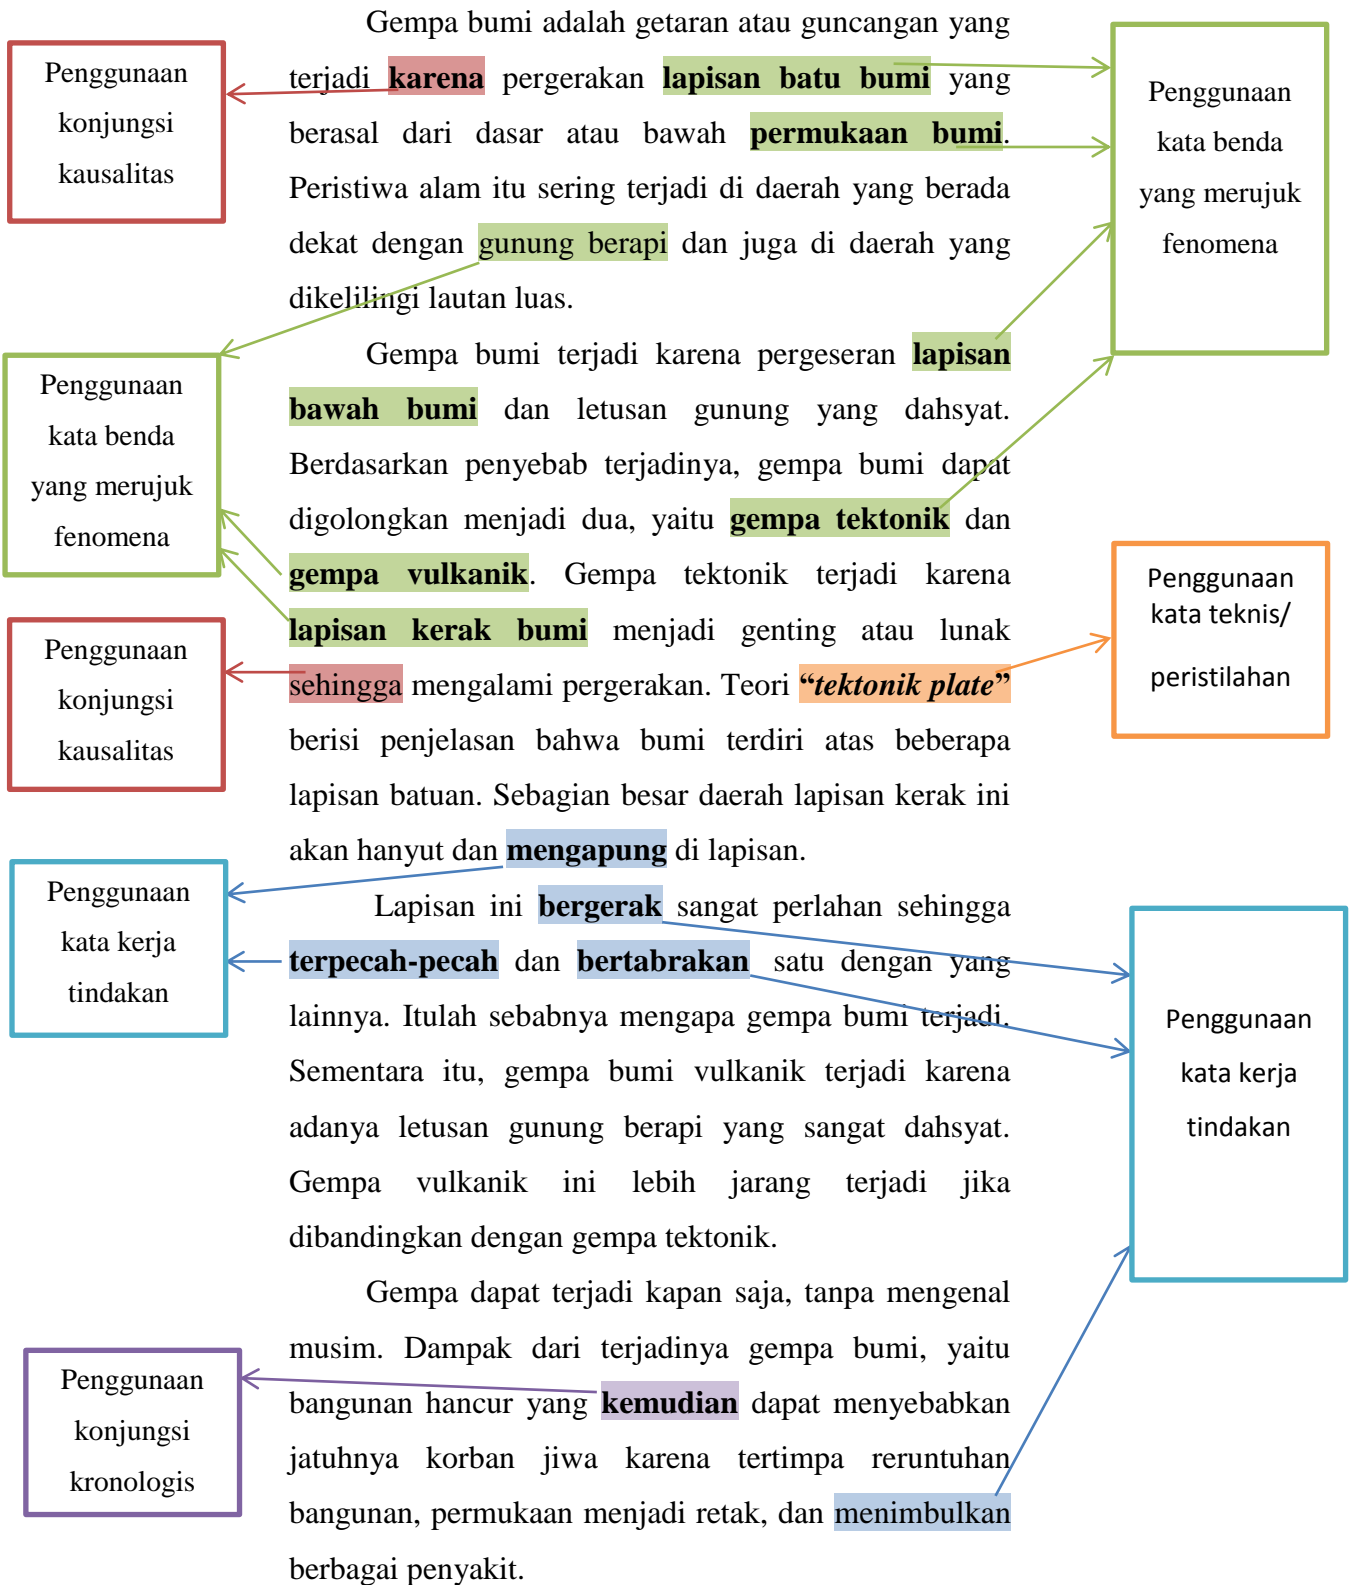 Gempa bumi adalah getaran atau guncangan yang
terjadi karena pergerakan lapisan batu bumi yang
berasal dari dasar atau bawah permukaan bumi.
Peristiwa alam itu sering terjadi di daerah yang berada
dekat dengan gunung berapi dan juga di daerah yang
dikelilingi lautan luas.
Gempa bumi terjadi karena pergeseran lapisan
bawah bumi dan letusan gunung yang dahsyat.
Berdasarkan penyebab terjadinya, gempa bumi dapat
digolongkan menjadi dua, yaitu gempa tektonik dan
gempa vulkanik. Gempa tektonik terjadi karena
lapisan kerak bumi menjadi genting atau lunak
sehingga mengalami pergerakan. Teori “tektonik plate”
berisi penjelasan bahwa bumi terdiri atas beberapa
lapisan batuan. Sebagian besar daerah lapisan kerak ini
akan hanyut dan mengapung di lapisan.
Lapisan ini bergerak sangat perlahan sehingga
terpecah-pecah dan bertabrakan satu dengan yang
lainnya. Itulah sebabnya mengapa gempa bumi terjadi.
Sementara itu, gempa bumi vulkanik terjadi karena
adanya letusan gunung berapi yang sangat dahsyat.
Gempa vulkanik ini lebih jarang terjadi jika
dibandingkan dengan gempa tektonik.
Gempa dapat terjadi kapan saja, tanpa mengenal
musim. Dampak dari terjadinya gempa bumi, yaitu
bangunan hancur yang kemudian dapat menyebabkan
jatuhnya korban jiwa karena tertimpa reruntuhan
bangunan, permukaan menjadi retak, dan menimbulkan
berbagai penyakit.
Penggunaan
konjungsi
kausalitas
Penggunaan
kata benda
yang merujuk
fenomena
Penggunaan
konjungsi
kausalitas
Penggunaan
kata kerja
tindakan
Penggunaan
konjungsi
kronologis
Penggunaan
kata benda
yang merujuk
fenomena
Penggunaan
kata teknis/
peristilahan
Penggunaan
kata kerja
tindakan